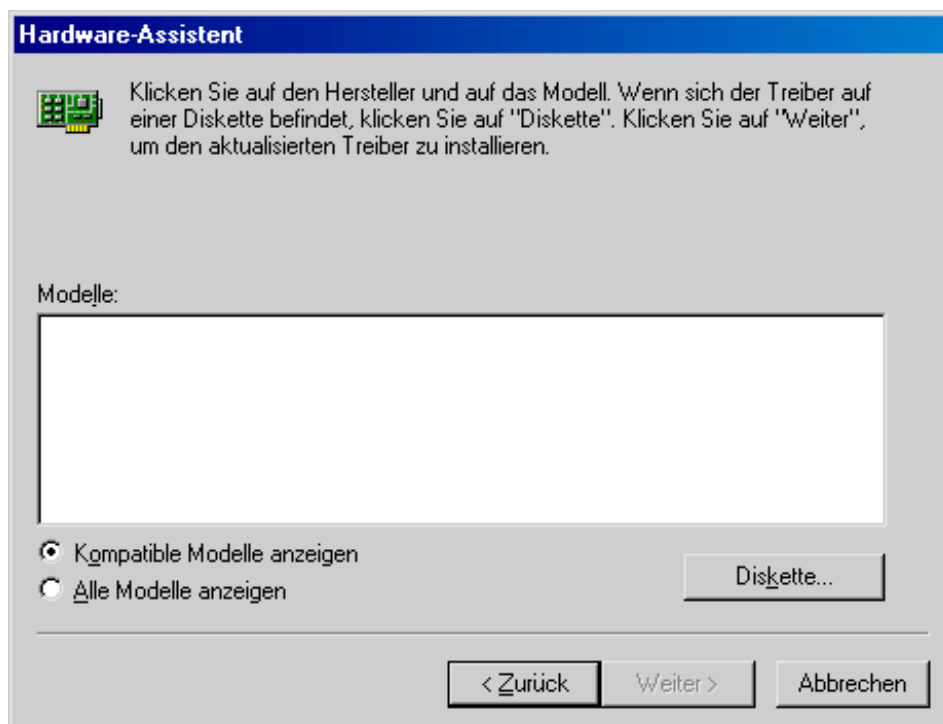 Hardware-Assistent
Klicken Sie auf den Hersteller und auf das Modell. Wenn sich der Treiber auf
einer Diskette befindet, klicken Sie auf "Diskette". Klicken Sie auf "Weiter",
um den aktualisierten Treiber zu installieren.
Modelle:
Kompatible Modelle anzeigen
Alle Modelle anzeigen
Diskette...
< Zurück
Weiter >
Abbrechen